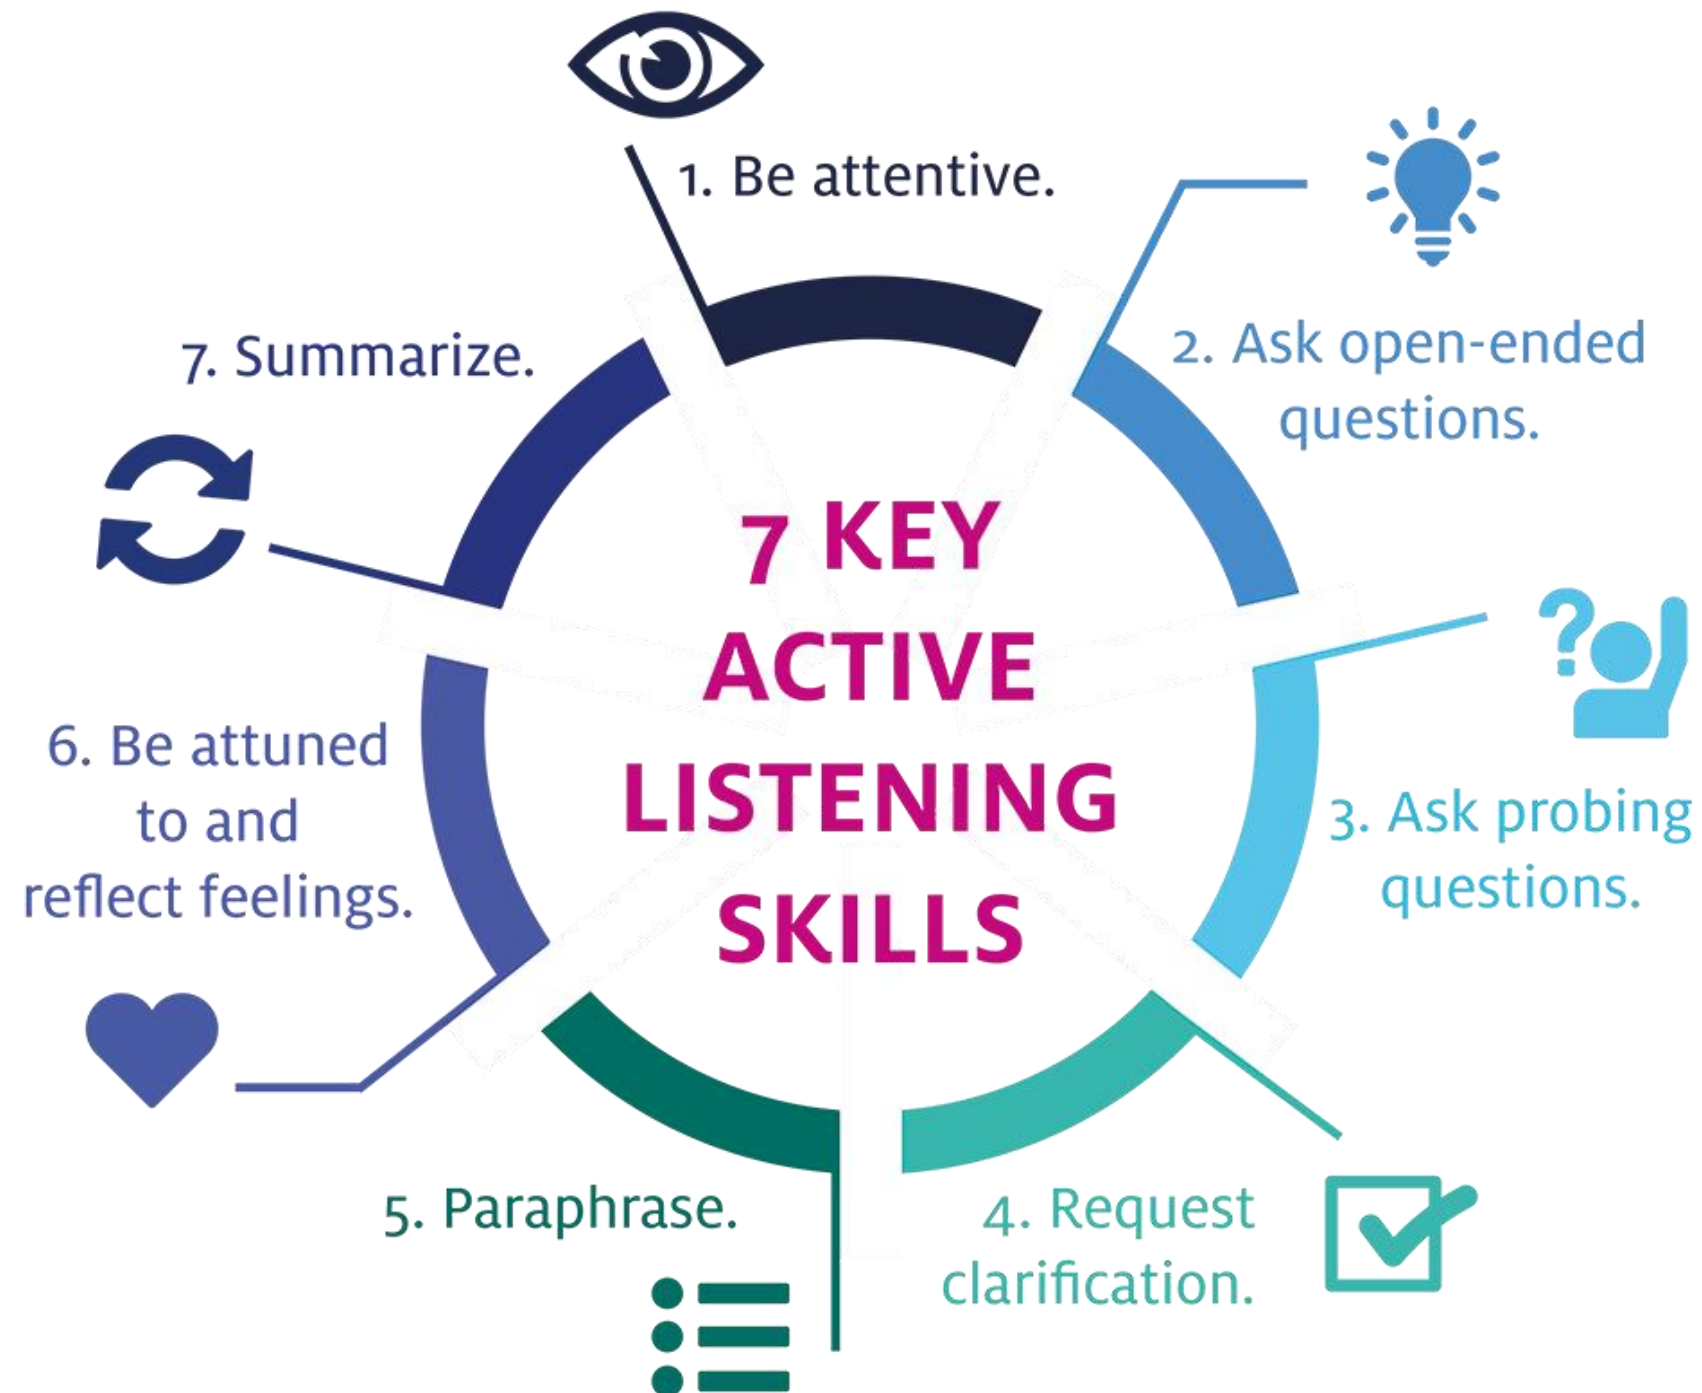 1. Be attentive.
2. Ask open-ended
questions.
3. Ask probing
questions.
4. Request
clarification.
5. Paraphrase.
6. Be attuned
to and
reflect feelings.
7. Summarize.
7 KEY
ACTIVE
LISTENING
SKILLS
?